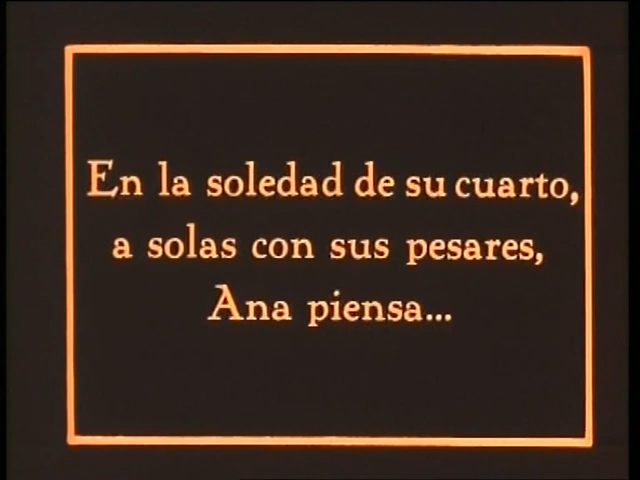 En la soledad de su cuarto,
a solas con sus pesares,
Ana piensa...